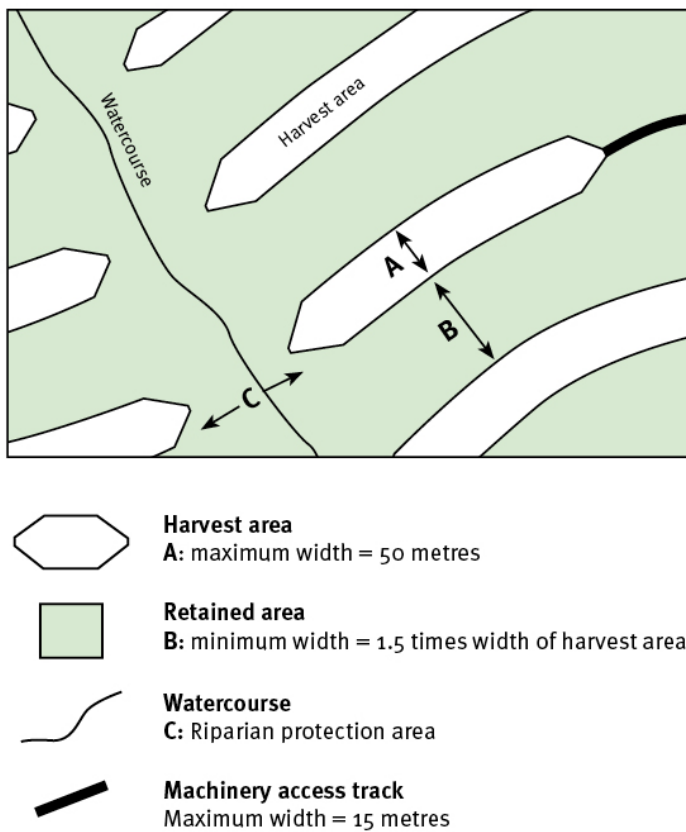 Watercourse
Harvest area
A
B
C
Harvest area
A: maximum width = 50 metres
Retained area
B: minimum width = 1.5 times width of harvest area
Watercourse
C: Riparian protection area
Machinery access track
Maximum width = 15 metres